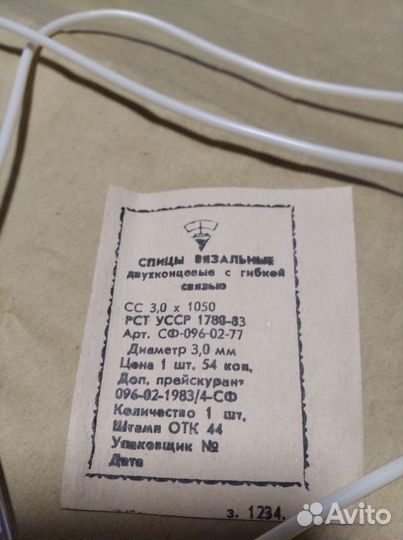 СПИЦЫ ВЯЗАЛЬНЫЕ
двухконцевые с гибкой
связью
СС 3,0 х 1050
РСТ УССР 1780-83
Арт. СФ-096-02-77
Диаметр 3,0 мм
Цена 1 шт. 54 коп.
Доп. прейскурант
096-02-1983/4-СФ
Количество 1 шт.
Штамп ОТК 44
Упаковщик №
Дата
з. 1234.
Avito